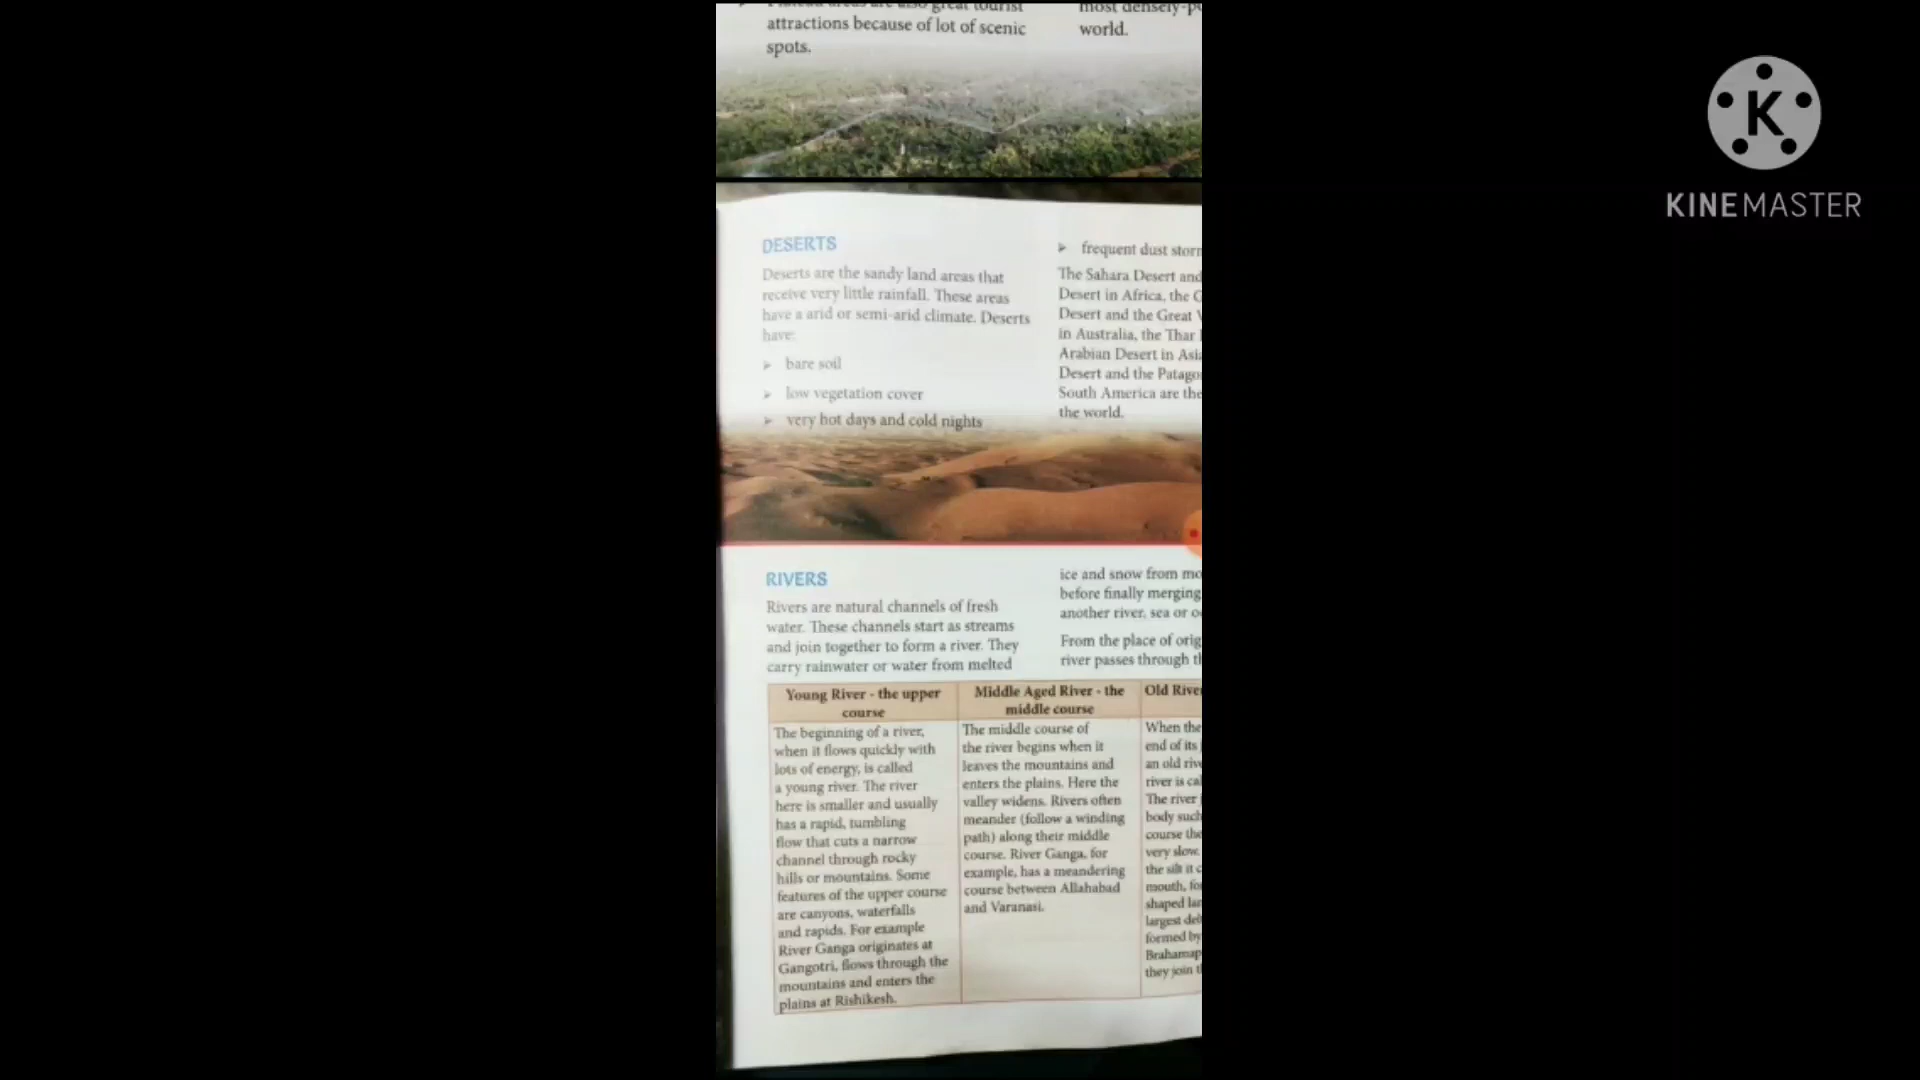 attractions because of lot of scenic
spots.
most densely-p
world.
DESERTS
Deserts are the sandy land areas that
receive very little rainfall. These areas
have a arid or semi-arid climate. Deserts
have:
➢ bare soil
➢ low vegetation cover
➢ very hot days and cold nights
➢ frequent dust
The Sahara Desert and
Desert in Africa, the
Desert and the Great
in Australia, the Thar
Arabian Desert in
Desert and the
South America are the
the world.
RIVERS
Rivers are natural channels of fresh
water. These channels start as streams
and join together to form a river. They
carry rainwater or water from melted
ice and snow from
before finally merging
another river, sea or
From the place of
river passes through
Young River - the upper
course
The beginning of a river,
when it flows quickly with
lots of energy, is called
a young river. The river
here is smaller and usually
has a rapid, tumbling
flow that cuts a narrow
channel through rocky
hills or mountains. Some
features of the upper course
are canyons, waterfalls
and rapids. For example
River Ganga originates at
Gangotri, flows through the
mountains and enters the
plains at Rishikesh.
Middle Aged River - the
middle course
The middle course of
the river begins when it
leaves the mountains and
enters the plains. Here the
valley widens. Rivers often
meander (follow a winding
path) along their middle
course. River Ganga, for
example, has a meandering
course between Allahabad
and Varanasi.
Old
When the
end of its
an old
river is
The river
body such
course the
very slow.
the silt it
mouth,
shaped
largest
formed by
they join
KINEMASTER